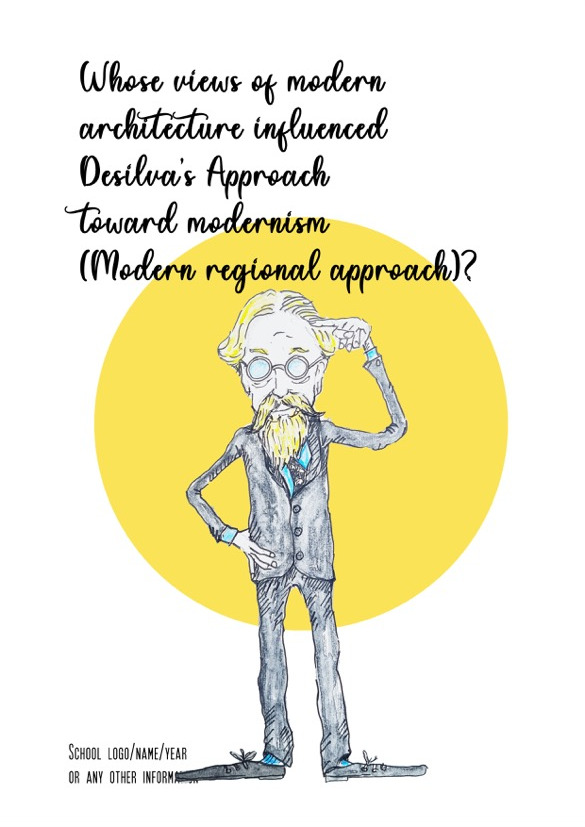 Whose views of modern
architecture influenced
Desilva's Approach
toward modernism
(Modern regional approach)?
School logo/name/year
or any other informa